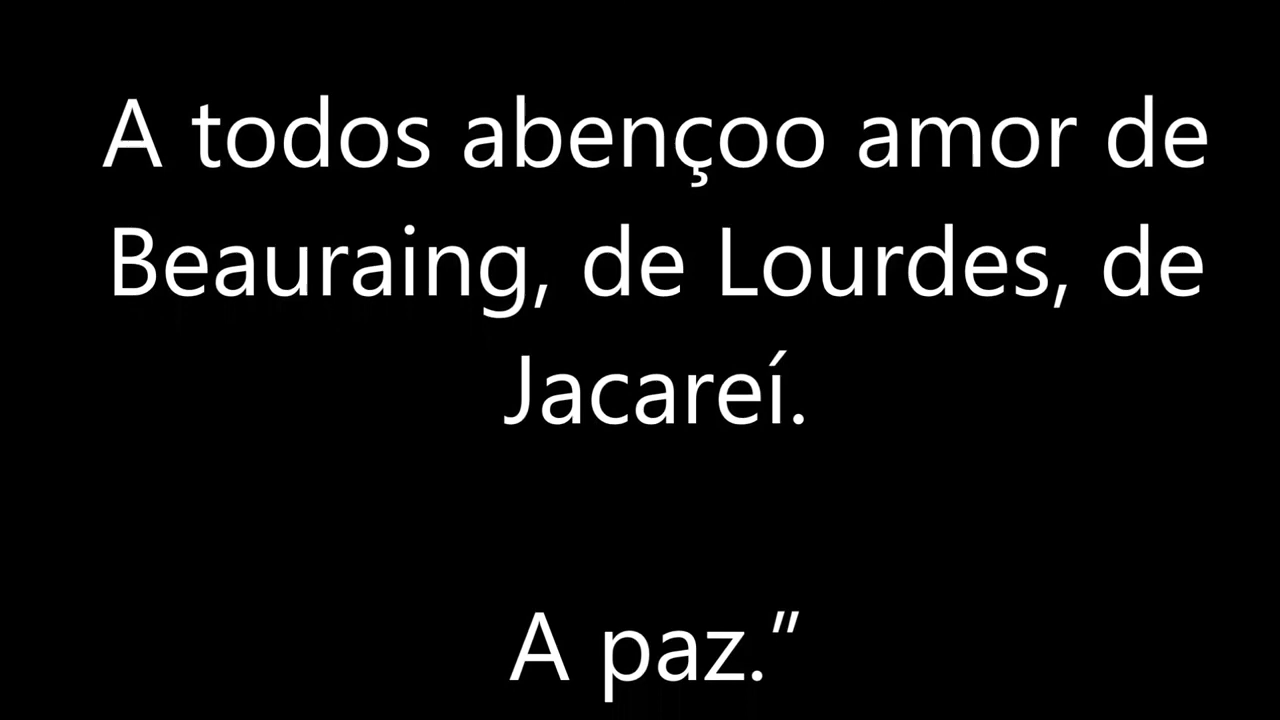 A todos abençoo amor de
Beauraing, de Lourdes, de
Jacareí.
A paz.”